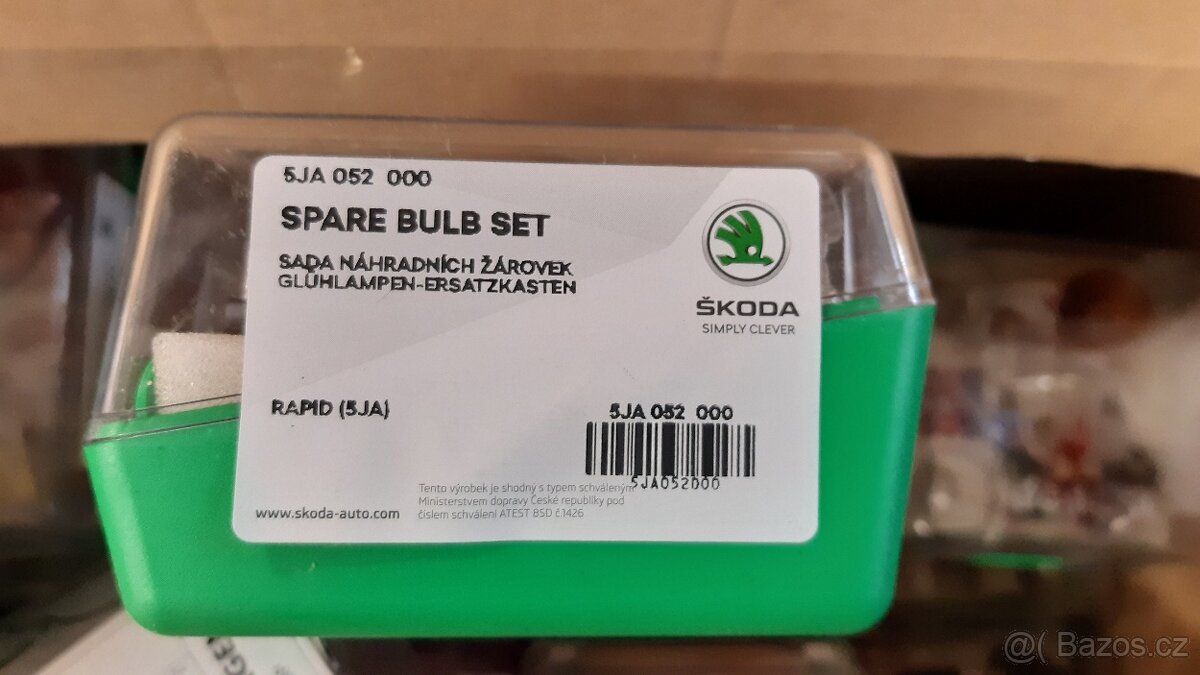 5JA 052 000
SPARE BULB SET
SADA NÁHRADNÍCH ŽÁROVEK
GLÜHLAMPEN-ERSATZKASTEN
ŠKODA
SIMPLY CLEVER
RAPID (5JA)
5JA 052 000
5JA052000
Tento výrobek je shodný s typem schváleným
Ministerstvem dopravy České republiky pod
číslem schválení ATEST 8SD č.1426
www.skoda-auto.com
@( Bazos.cz